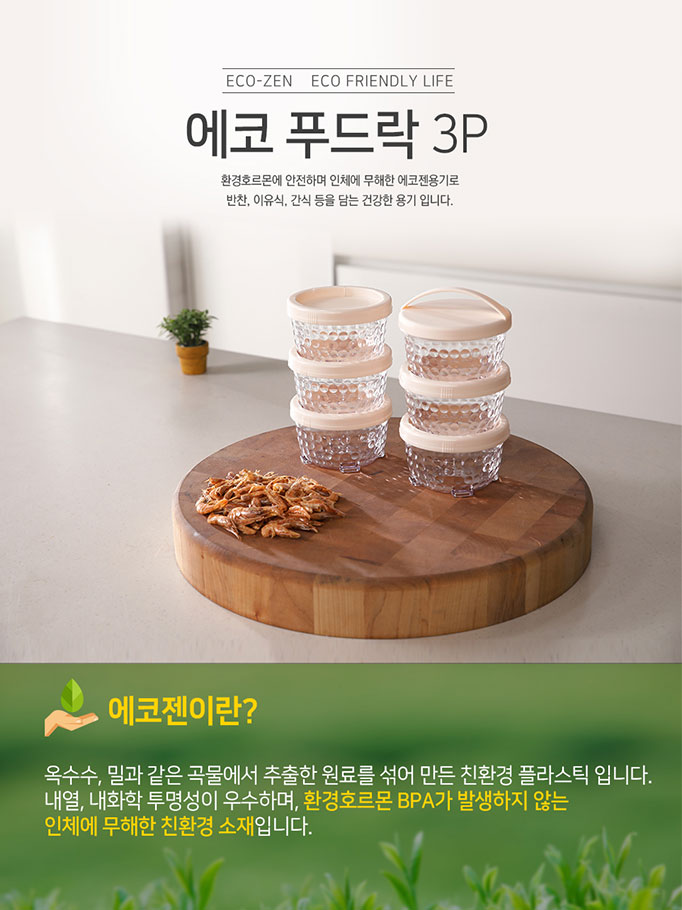 ECO-ZEN ECO FRIENDLY LIFE
에코 푸드락 3P
환경호르몬에 안전하며 인체에 무해한 에코젠용기로
반찬, 이유식, 간식 등을 담는 건강한 용기 입니다.
에코젠이란?
옥수수, 밀과 같은 곡물에서 추출한 원료를 섞어 만든 친환경 플라스틱 입니다.
내열, 내화학 투명성이 우수하며, 환경호르몬 BPA가 발생하지 않는
인체에 무해한 친환경 소재입니다.